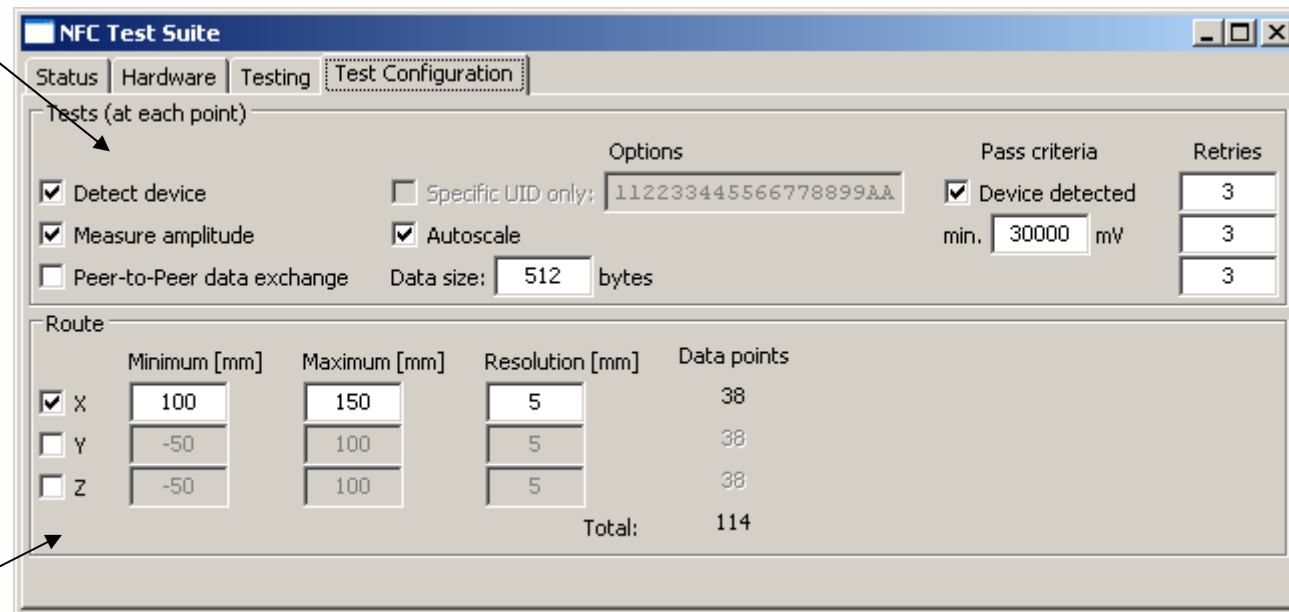 NFC Test Suite
Status Hardware Testing Test Configuration
Tests (at each point)
Options Pass criteria Retries
Detect device Specific UID only: 112233445566778899AA Device detected 3
Measure amplitude Autoscale min. 30000 mV 3
Peer-to-Peer data exchange Data size: 512 bytes 3
Route
Minimum [mm] Maximum [mm] Resolution [mm] Data points
X 100 150 5 38
Y -50 100 5 38
Z -50 100 5 38
Total: 114